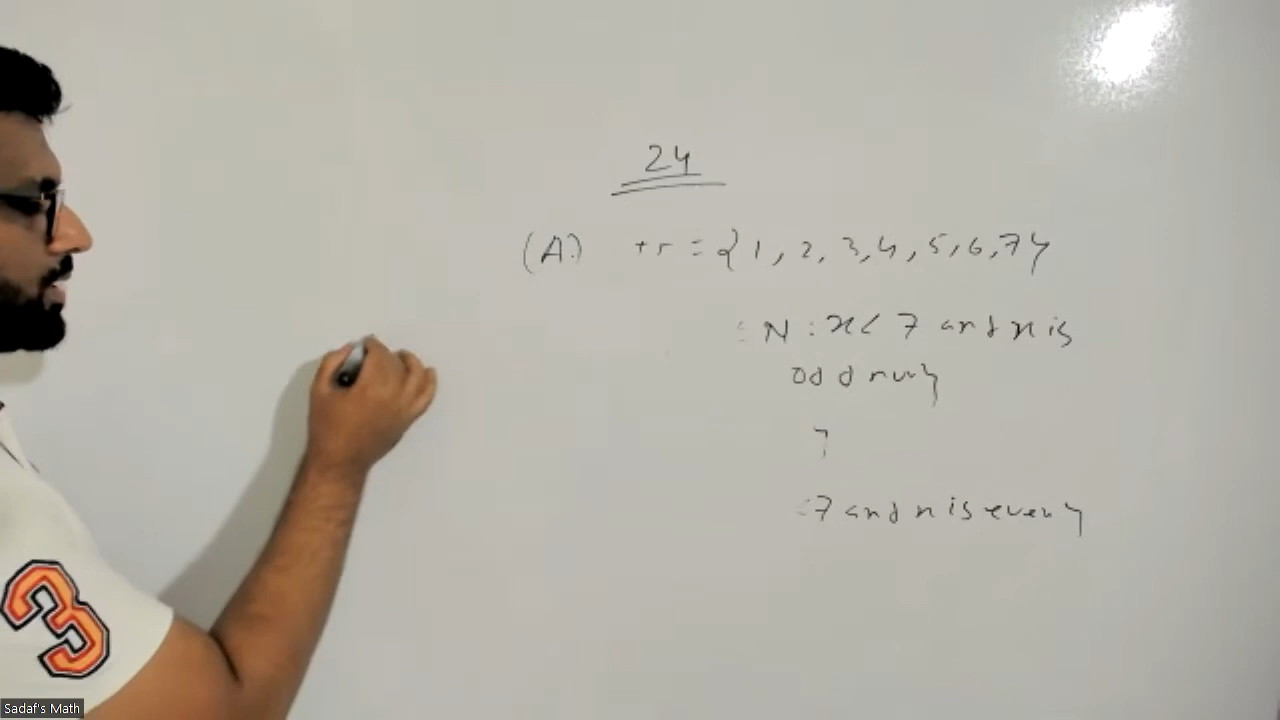 24
(A.) tr = {1, 2, 3, 4, 5, 6, 7}
= N : x < 7 and x is
odd num}
7
<7 and x is even}
3
Sadaf's Math